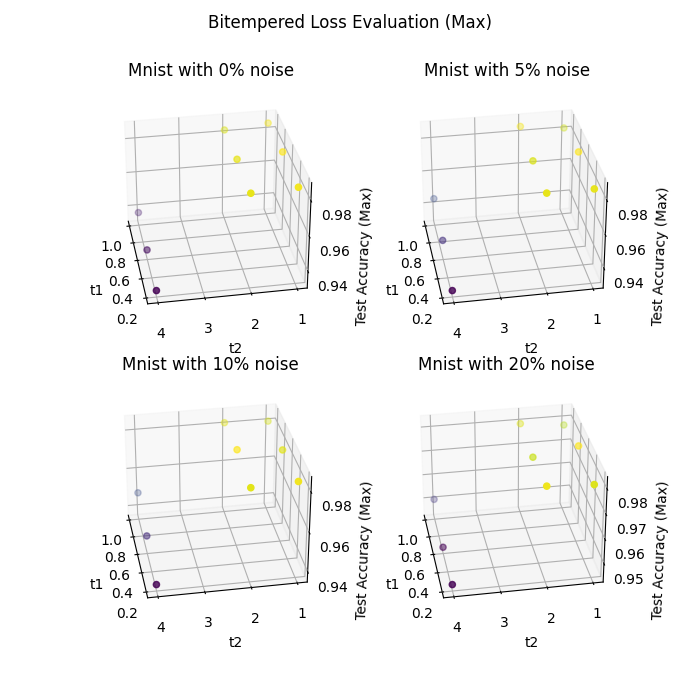 Bitempered Loss Evaluation (Max)
Mnist with 0% noise
1.0
0.8
0.6
0.4
0.2
t1
4
3
2
1
t2
0.98
0.96
0.94
Test Accuracy (Max)
Mnist with 5% noise
1.0
0.8
0.6
0.4
0.2
t1
4
3
2
1
t2
0.98
0.96
0.94
Test Accuracy (Max)
Mnist with 10% noise
1.0
0.8
0.6
0.4
0.2
t1
4
3
2
1
t2
0.98
0.96
0.94
Test Accuracy (Max)
Mnist with 20% noise
1.0
0.8
0.6
0.4
0.2
t1
4
3
2
1
t2
0.98
0.97
0.96
0.95
Test Accuracy (Max)